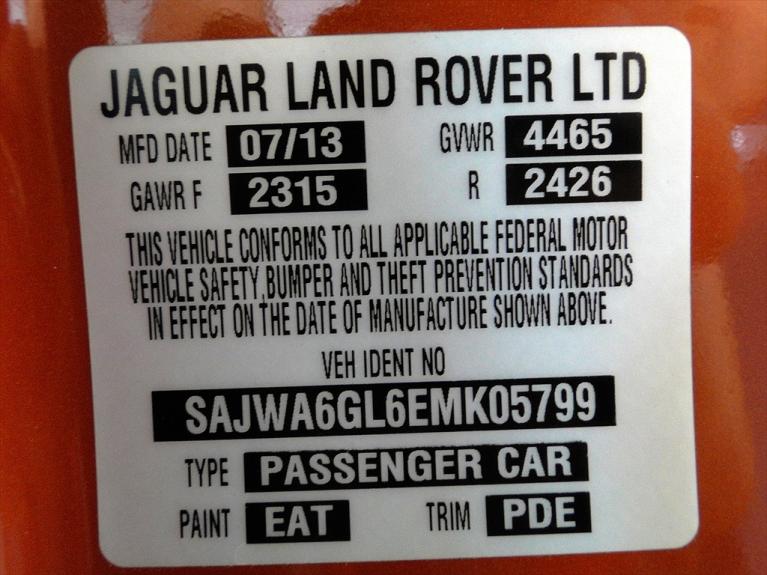 JAGUAR LAND ROVER LTD
MFD DATE 07/13 GVWR 4465
GAWR F 2315 R 2426
THIS VEHICLE CONFORMS TO ALL APPLICABLE FEDERAL MOTOR
VEHICLE SAFETY,BUMPER AND THEFT PREVENTION STANDARDS
IN EFFECT ON THE DATE OF MANUFACTURE SHOWN ABOVE.
VEH IDENT NO
SAJWA6GL6EMK05799
TYPE PASSENGER CAR
PAINT EAT TRIM PDE